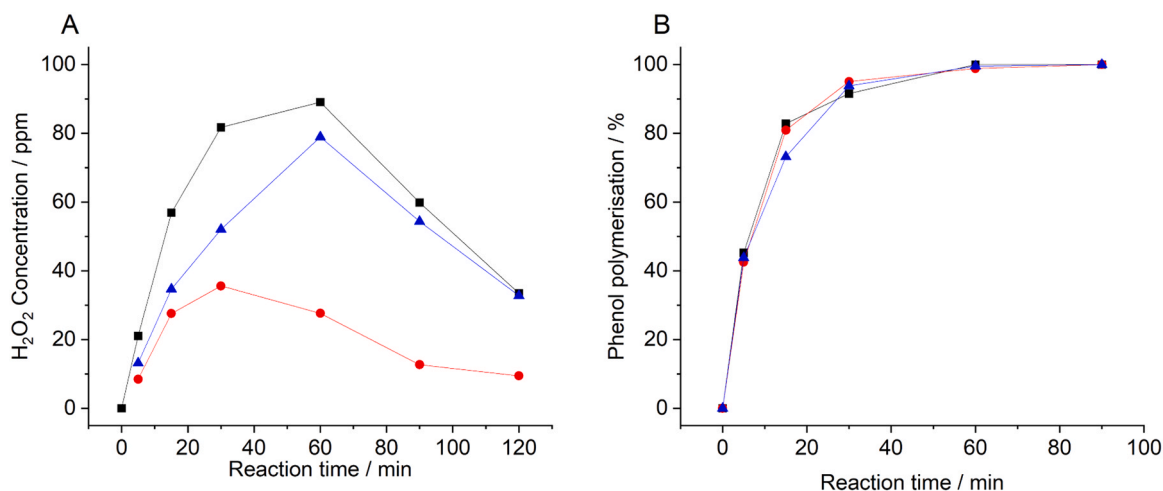 A
H₂O₂ Concentration / ppm
100
80
60
40
20
0
0 20 40 60 80 100 120
Reaction time / min
B
Phenol polymerisation / %
100
80
60
40
20
0
0 20 40 60 80 100
Reaction time / min